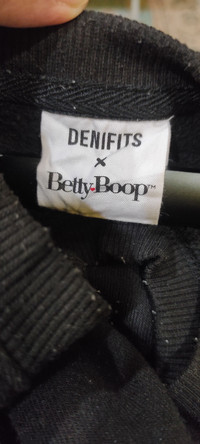 DENIFITS
×
Betty Boop™